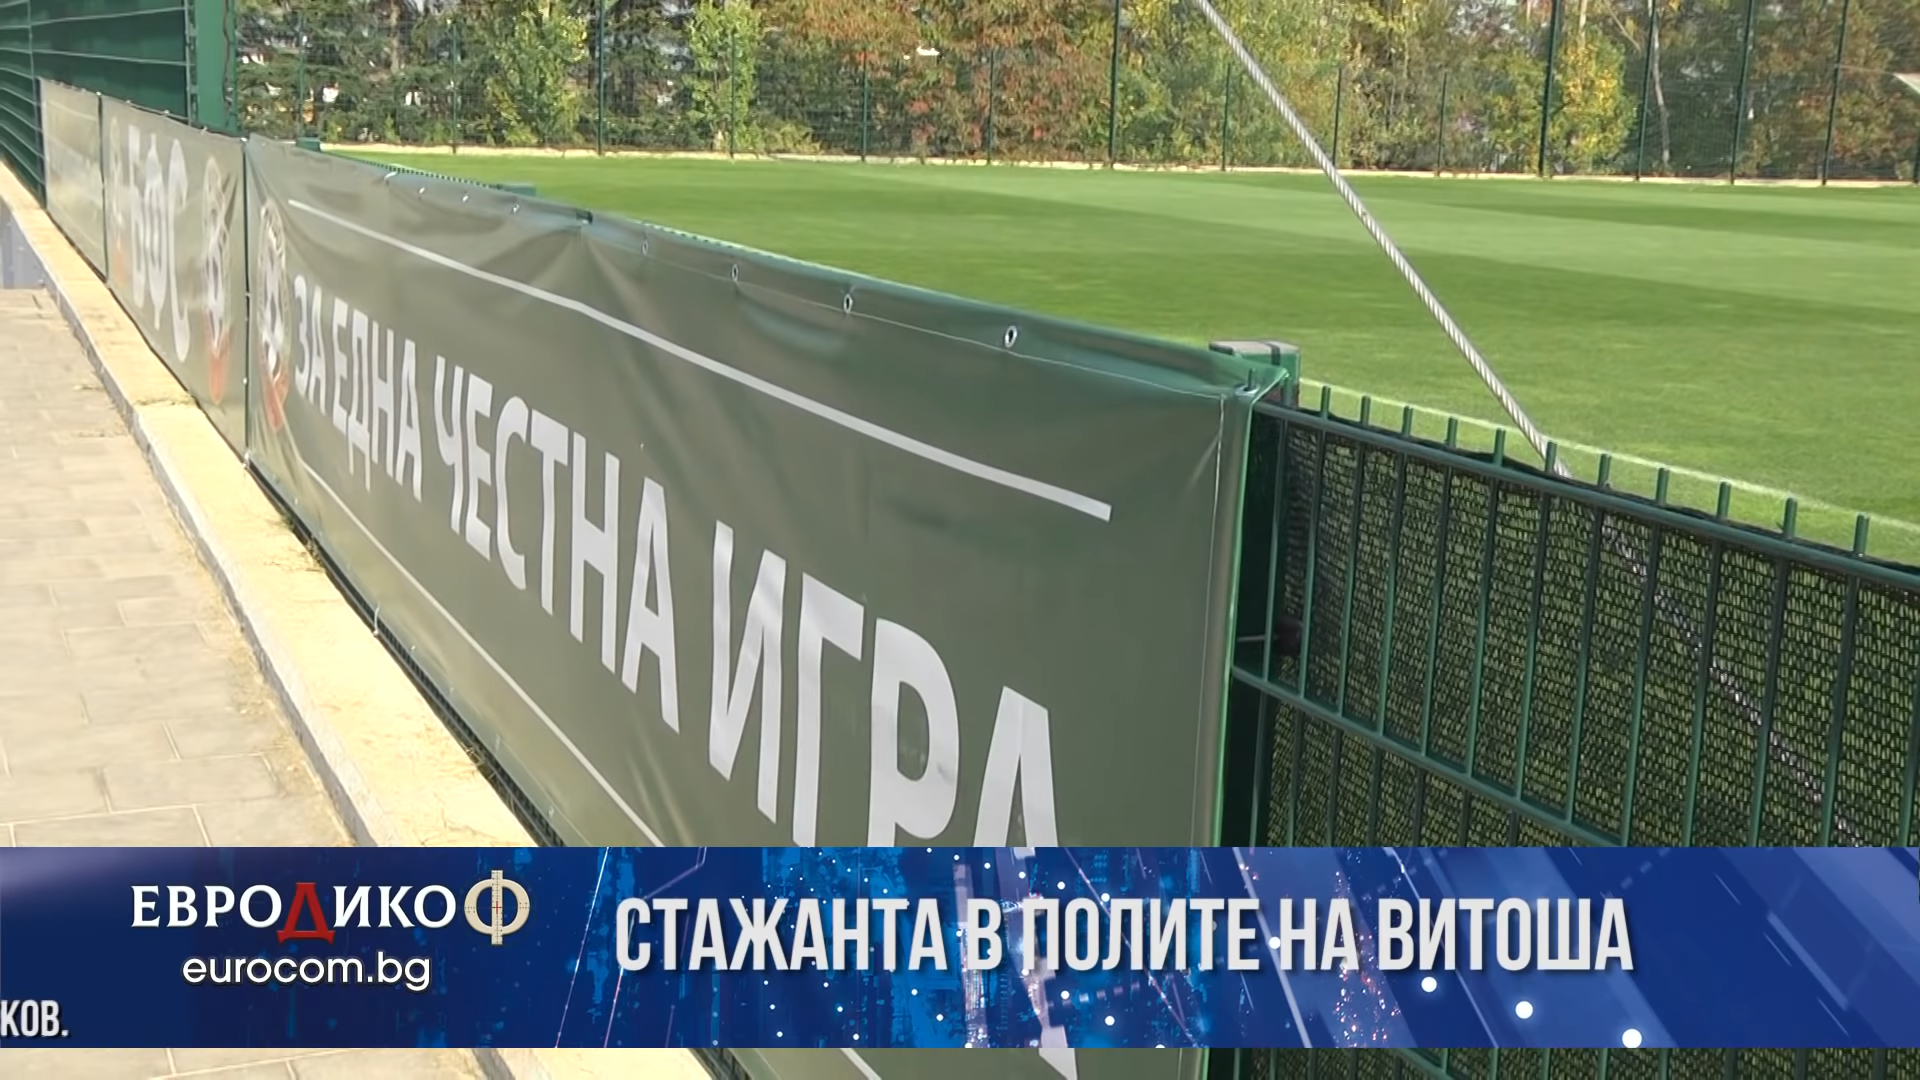 БФС
ЗА ЕДНА ЧЕСТНА ИГРА
ЕВРОДИКОФ
eurocom.bg
СТАЖАНТА В ПОЛИТЕ НА ВИТОША
КОВ.